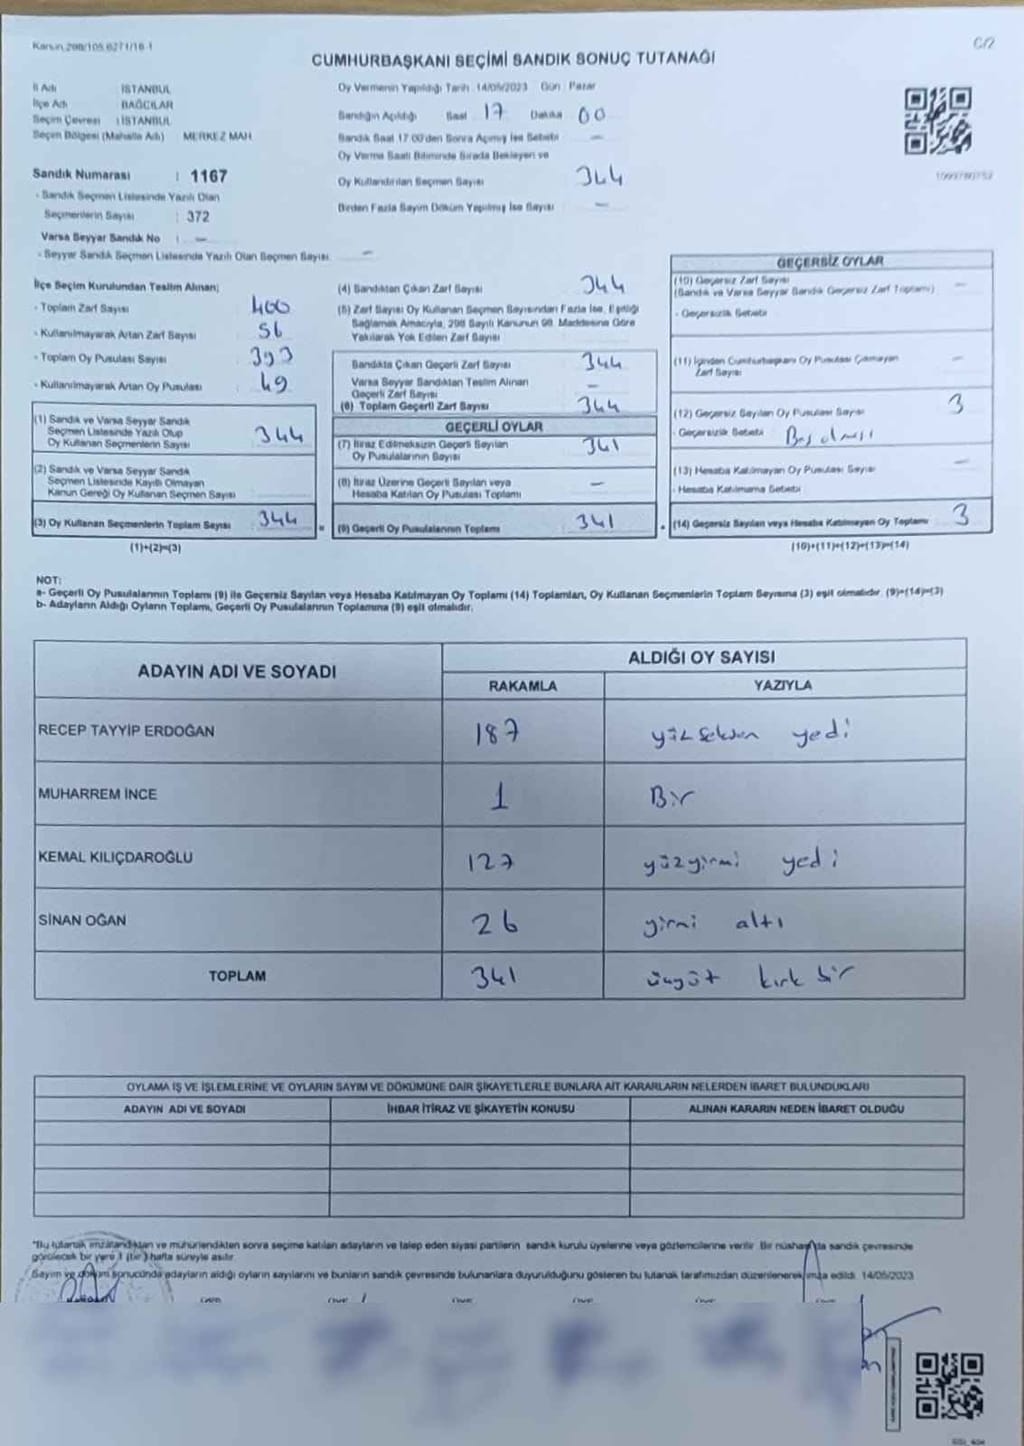 Kanun 298/105.6271/16-1
C/2
CUMHURBAŞKANI SEÇİMİ SANDIK SONUÇ TUTANAĞI
İl Adı : İSTANBUL
İlçe Adı : BAĞCILAR
Seçim Çevresi : İSTANBUL
Seçim Bölgesi (Mahalle Adı) MERKEZ MAH.
Sandık Numarası : 1167
- Sandık Seçmen Listesinde Yazılı Olan
Seçmenlerin Sayısı : 372
Varsa Seyyar Sandık No : —
- Seyyar Sandık Seçmen Listesinde Yazılı Olan Seçmen Sayısı: —
Oy Vermenin Yapıldığı Tarih 14/05/2023 Gün : Pazar
Sandığın Açıldığı Saat : 17 Dakika 00
Sandık Saat 17:00'den Sonra Açılmış İse Sebebi —
Oy Verme Saati Bitiminde Sırada Bekleyen ve
Oy Kullandırılan Seçmen Sayısı 344
Birden Fazla Sayım Döküm Yapılmış İse Sayısı —
1099780752
İlçe Seçim Kurulundan Teslim Alınan;
- Toplam Zarf Sayısı : 400
- Kullanılmayarak Artan Zarf Sayısı : 56
- Toplam Oy Pusulası Sayısı : 393
- Kullanılmayarak Artan Oy Pusulası : 49
(1) Sandık ve Varsa Seyyar Sandık
Seçmen Listesinde Yazılı Olup
Oy Kullanan Seçmenlerin Sayısı 344
(2) Sandık ve Varsa Seyyar Sandık
Seçmen Listesinde Kayıtlı Olmayan
Kanun Gereği Oy Kullanan Seçmen Sayısı
(3) Oy Kullanan Seçmenlerin Toplam Sayısı 344
(1)+(2)=(3)
(4) Sandıktan Çıkan Zarf Sayısı 344
(5) Zarf Sayısı Oy Kullanan Seçmen Sayısından Fazla İse, Eşitliği
Sağlamak Amacıyla, 298 Sayılı Kanunun 98. Maddesine Göre
Yakılarak Yok Edilen Zarf Sayısı
Sandıkta Çıkan Geçerli Zarf Sayısı 344
Varsa Seyyar Sandıktan Teslim Alınan
Geçerli Zarf Sayısı —
(6) Toplam Geçerli Zarf Sayısı 344
GEÇERLİ OYLAR
(7) İtiraz Edilmeksizin Geçerli Sayılan
Oy Pusulalarının Sayısı 341
(8) İtiraz Üzerine Geçerli Sayılan veya
Hesaba Katılan Oy Pusulası Toplamı —
(9) Geçerli Oy Pusulalarının Toplamı 341
GEÇERSİZ OYLAR
(10) Geçersiz Zarf Sayısı
(Sandık ve Varsa Seyyar Sandık Geçersiz Zarf Toplamı) —
- Geçersizlik Sebebi
(11) İçinden Cumhurbaşkanı Oy Pusulası Çıkmayan
Zarf Sayısı —
(12) Geçersiz Sayılan Oy Pusulası Sayısı 3
- Geçersizlik Sebebi
(13) Hesaba Katılmayan Oy Pusulası Sayısı —
- Hesaba Katılmama Sebebi
(14) Geçersiz Sayılan veya Hesaba Katılmayan Oy Toplamı 3
(10)+(11)+(12)+(13)=(14)
NOT:
a- Geçerli Oy Pusulalarının Toplamı (9) ile Geçersiz Sayılan veya Hesaba Katılmayan Oy Toplamı (14) Toplamları, Oy Kullanan Seçmenlerin Toplam Sayısına (3) eşit olmalıdır. (9)+(14)=(3)
b- Adayların Aldığı Oyların Toplamı, Geçerli Oy Pusulalarının Toplamına (9) eşit olmalıdır.
ADAYIN ADI VE SOYADI
ALDIĞI OY SAYISI
RAKAMLA YAZIYLA
RECEP TAYYİP ERDOĞAN 187 yüz seksen yedi
MUHARREM İNCE 1 Bir
KEMAL KILIÇDAROĞLU 127 yüzyirmi yedi
SİNAN OĞAN 26 yirmi altı
TOPLAM 341 kırk bir
OYLAMA İŞ VE İŞLEMLERİNE VE OYLARIN SAYIM VE DÖKÜMÜNE DAİR ŞİKAYETLERLE BUNLARA AİT KARARLARIN NELERDEN İBARET BULUNDUKLARI
ADAYIN ADI VE SOYADI İHBAR İTİRAZ VE ŞİKAYETİN KONUSU ALINAN KARARIN NEDEN İBARET OLDUĞU
"Bu tutanak imzalandıktan ve mühürlendikten sonra seçime katılan adayların ve talep eden siyasi partilerin sandık kurulu üyelerine veya gözlemcilerine verilir. Bir nüshası da sandık çevresinde
görülecek bir yere 1 (bir) hafta süreyle asılır.
Sayım ve döküm sonucunda adayların aldığı oyların sayılarını ve bunların sandık çevresinde bulunanlara duyurulduğunu gösteren bu tutanak tarafımızdan düzenlenerek imza edildi. 14/05/2023